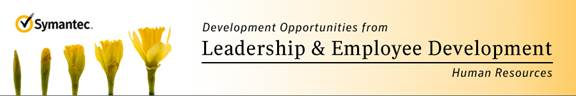 Symantec.
Development Opportunities from
Leadership & Employee Development
Human Resources